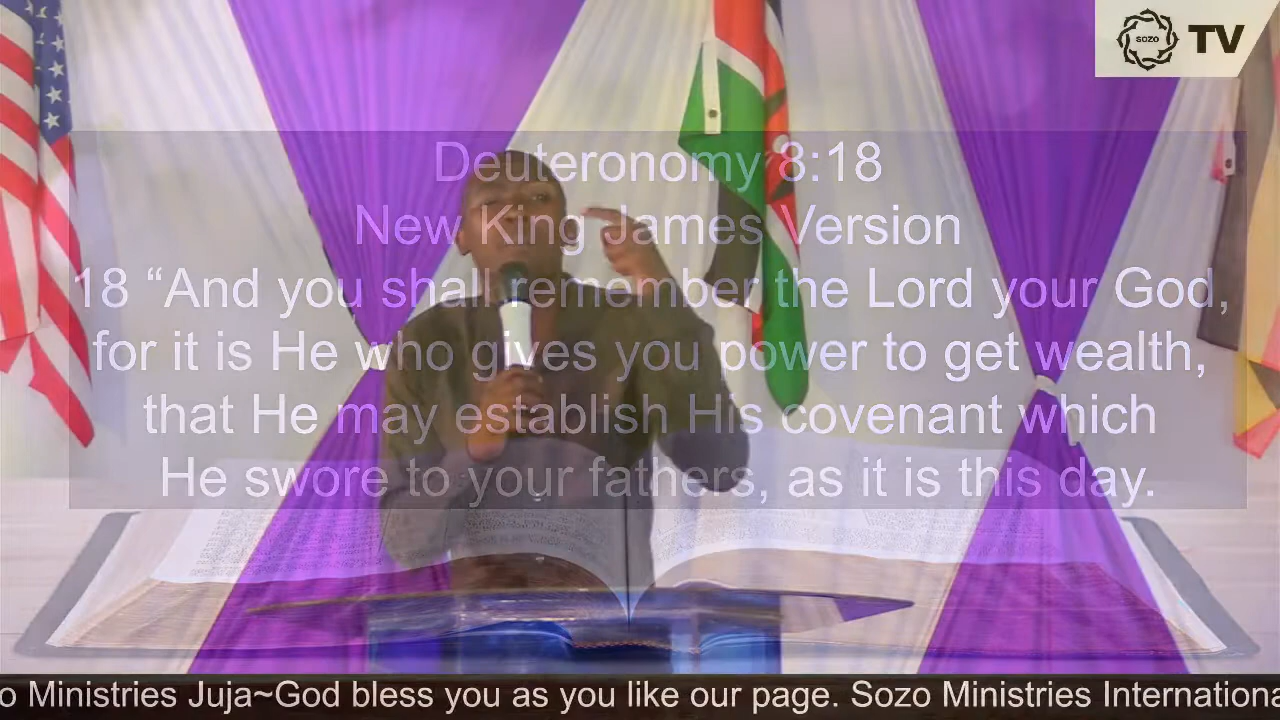 SOZO TV
Deuteronomy 8:18
New King James Version
18 “And you shall remember the Lord your God,
for it is He who gives you power to get wealth,
that He may establish His covenant which
He swore to your fathers, as it is this day.
o Ministries Juja~God bless you as you like our page. Sozo Ministries Internationa